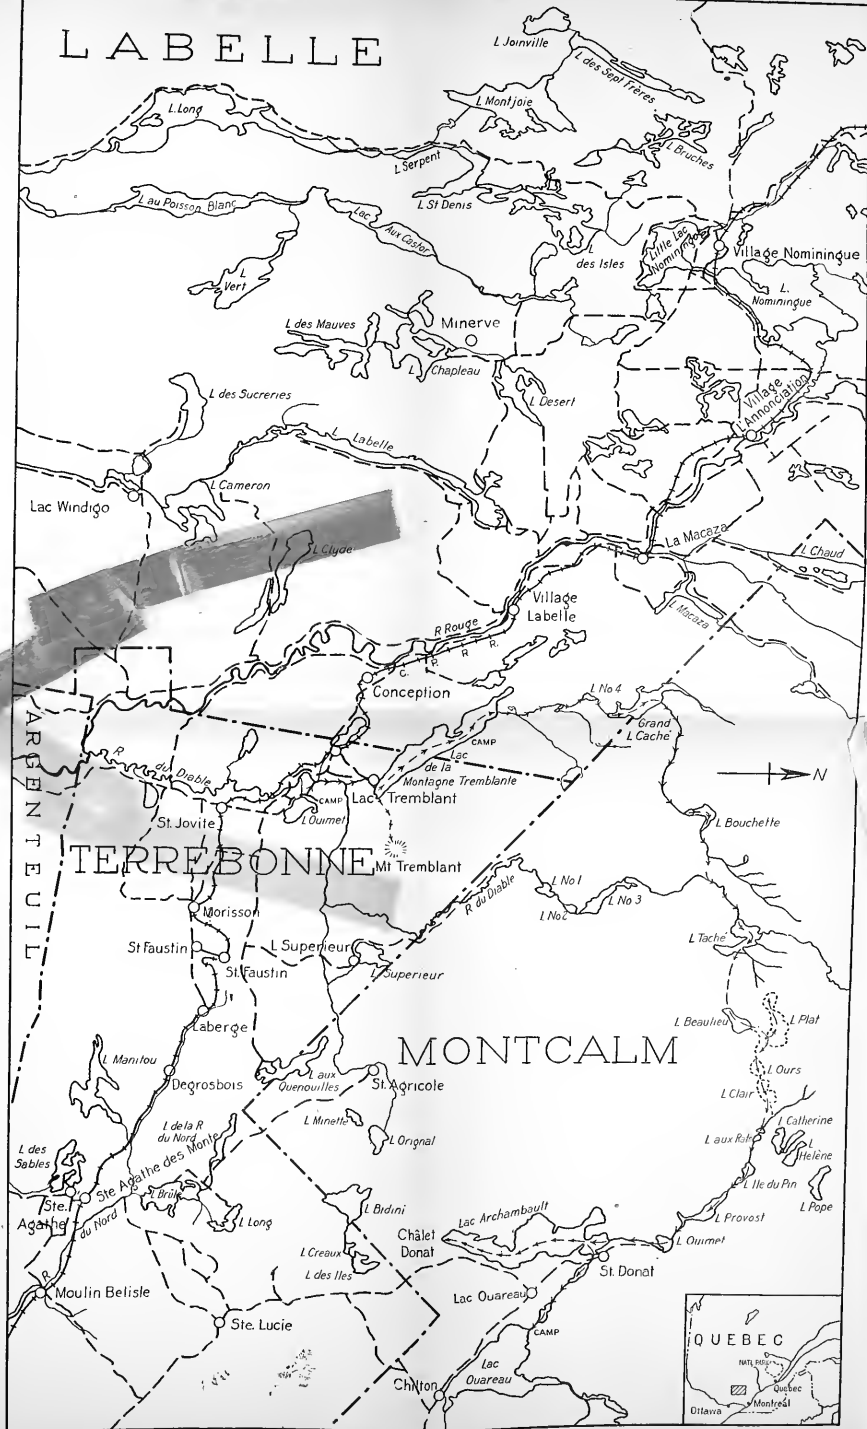 LABELLE
L Joinville
L des Sept Frères
L Montjoie
L. Long
L Bruches
L Serpent
L au Poisson Blanc
L St Denis
Lac
Aux Castor
L
des Isles
Little Lac
Nominingue
Village Nominingue
L
Vert
L.
Nominingue
L des Mauves
Minerve
L
Chapleau
L Desert
Village
L'Annonciation
L des Sucreries
L Labelle
L Cameron
Lac Windigo
La Macaza
L Chaud
L Clyde
L Macaza
Village
Labelle
R Rouge
C. P. R R.
Conception
L No 4
Grand
L Caché
CAMP
Lac
de la
Montagne Tremblante
N
ARGENTEUIL
R
du Diable
CAMP
Lac Tremblant
St. Jovite
L Ouimet
L Bouchette
TERREBONNE
Mt Tremblant
R du Diable
L No 1
L No 2
L No 3
Morisson
St Faustin
St. Faustin
L Superieur
L Superieur
L Taché
Laberge
L Beaulieu
L Plat
MONTCALM
L Manitou
Degrosbois
L aux
Quenouilles
St. Agricole
L Ours
L Clair
L de la R
du Nord
L Minette
L Orignal
L Catherine
L aux Rats
L
Helène
L des
Sables
Ste Agathe des Monts
Ste.
Agathe
L Brûlé
L Ile du Pin
L Pope
R
du Nord
L Long
L Bidini
Lac Archambault
L Provost
Châlet
Donat
L Ouimet
L Creaux
L des Iles
St. Donat
Moulin Belisle
Lac Ouareau
Ste. Lucie
CAMP
Lac
Ouareau
Chilton
QUEBEC
NATL PARK
Quebec
Montreal
Ottawa